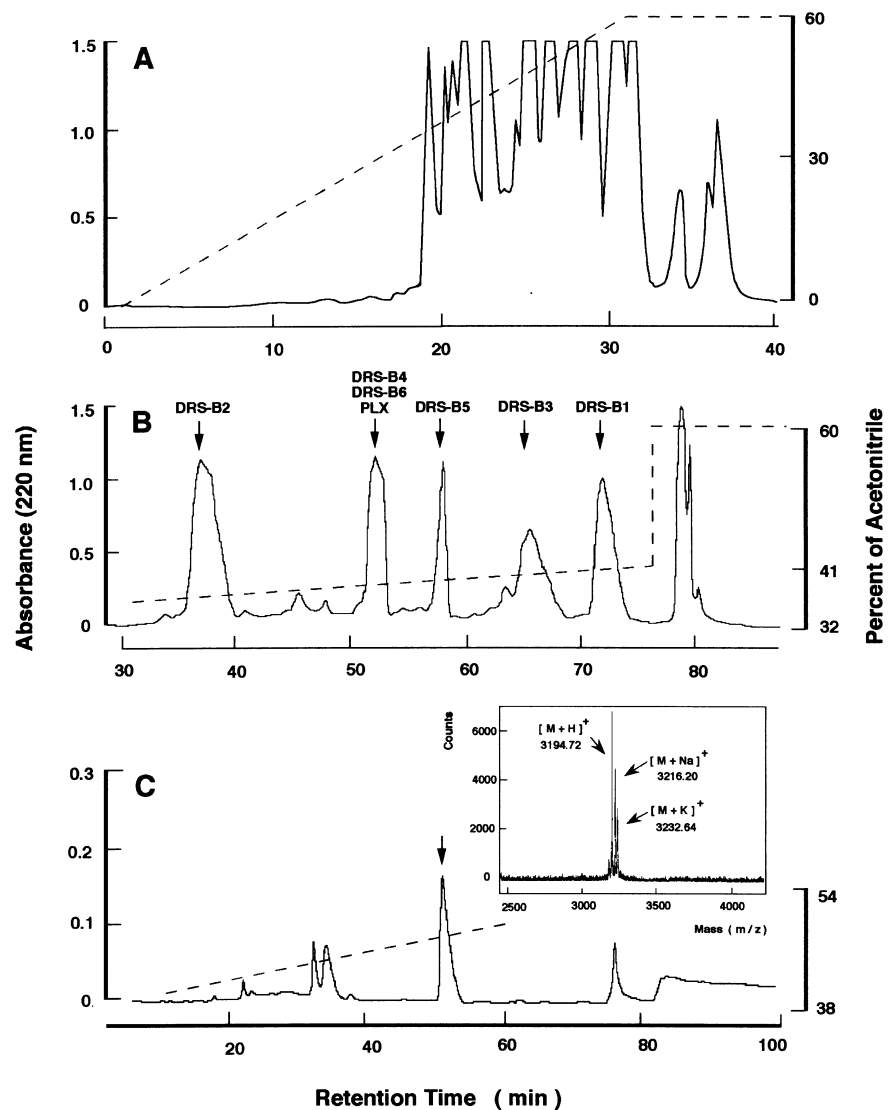 A
1.5
1.0
0.5
0
60
30
0
0 10 20 30 40
B
DRS-B2
DRS-B4
DRS-B6
PLX
DRS-B5
DRS-B3
DRS-B1
1.5
1.0
0.5
0
60
41
32
30 40 50 60 70 80
Absorbance (220 nm)
Percent of Acetonitrile
C
0.3
0.2
0.1
0.
54
38
Counts
6000
4000
2000
0
[ M + H ]+
3194.72
[ M + Na ]+
3216.20
[ M + K ]+
3232.64
2500 3000 3500 4000
Mass ( m / z )
20 40 60 80 100
Retention Time ( min )